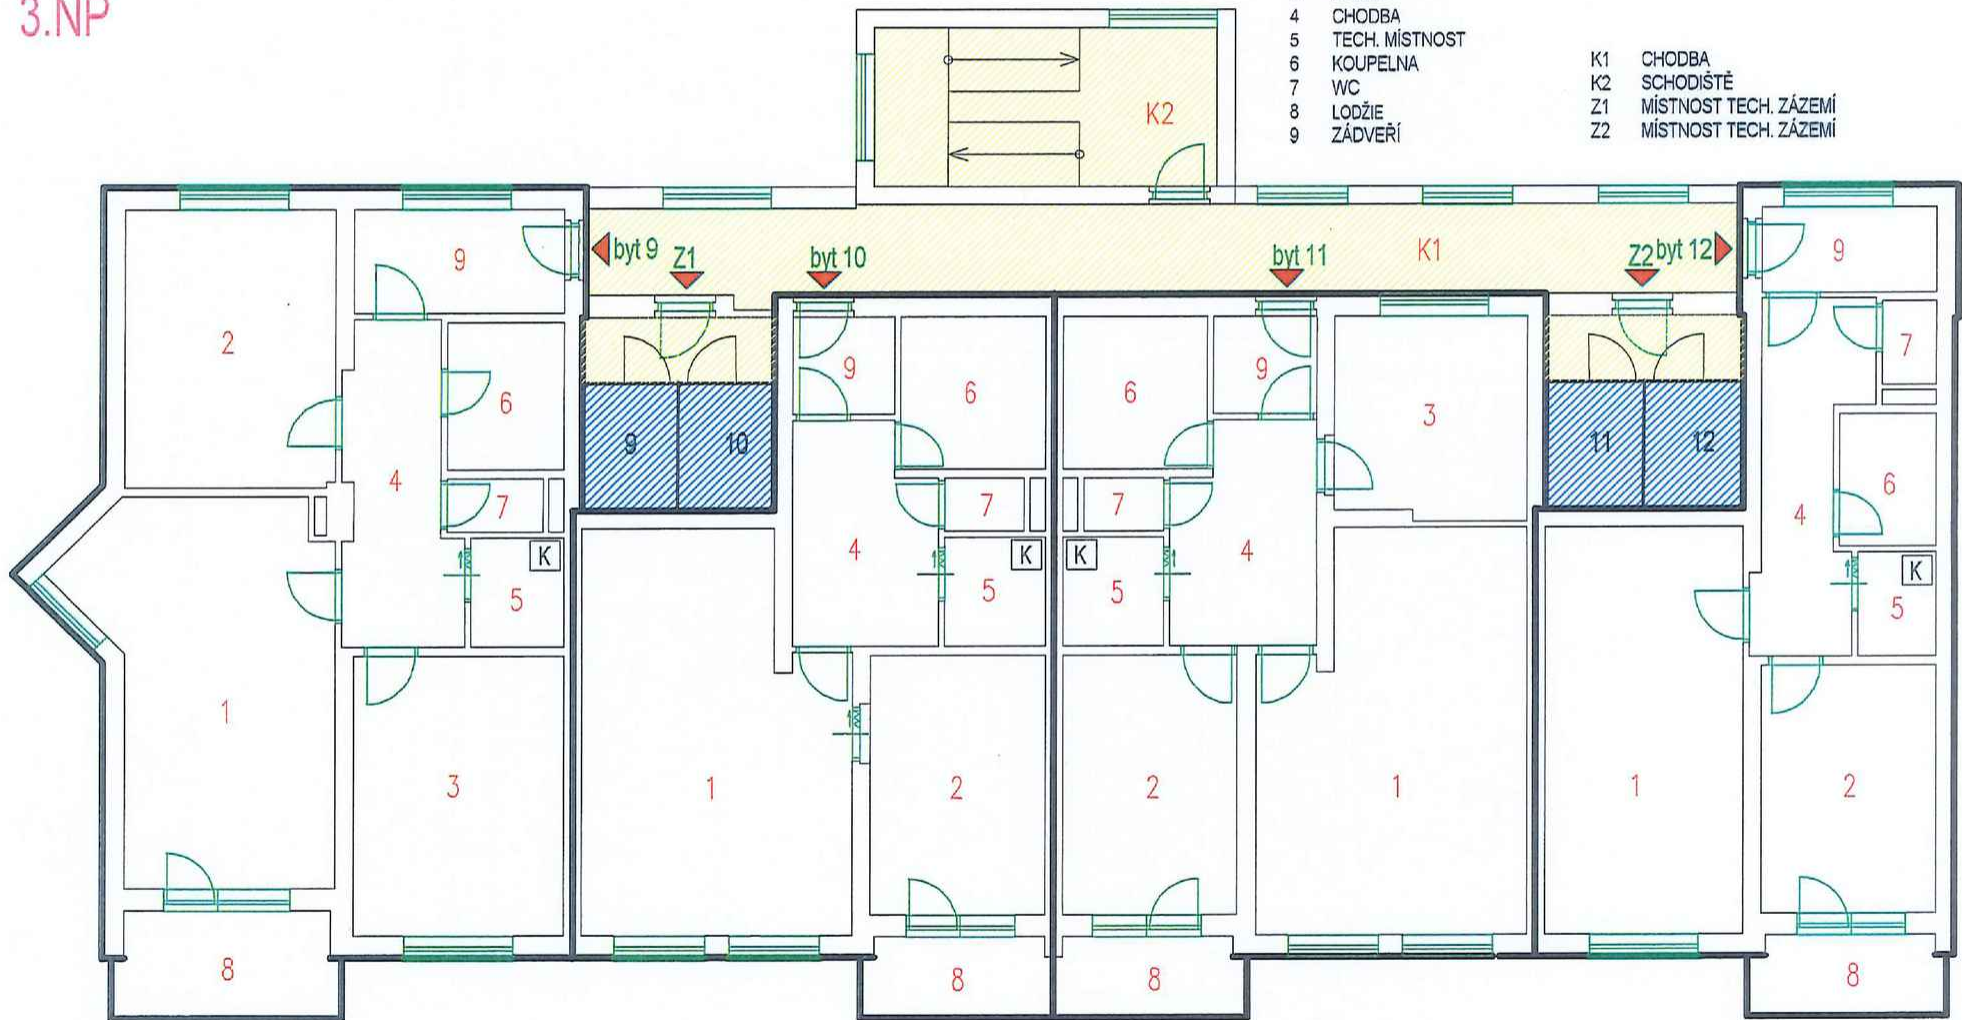 3.NP
4 CHODBA
5 TECH. MÍSTNOST
6 KOUPELNA
7 WC
8 LODŽIE
9 ZÁDVEŘÍ
K1 CHODBA
K2 SCHODIŠTĚ
Z1 MÍSTNOST TECH. ZÁZEMÍ
Z2 MÍSTNOST TECH. ZÁZEMÍ
K2
byt 9 Z1 byt 10 byt 11 K1 Z2 byt 12
9 9
2 9 6 6 9 3 7
6 9 10 11 12
4 7 7 7 4 6
K 4 K K 4 K
5 5 5 5
1 3 1 2 2 1 1 2
8 8 8 8